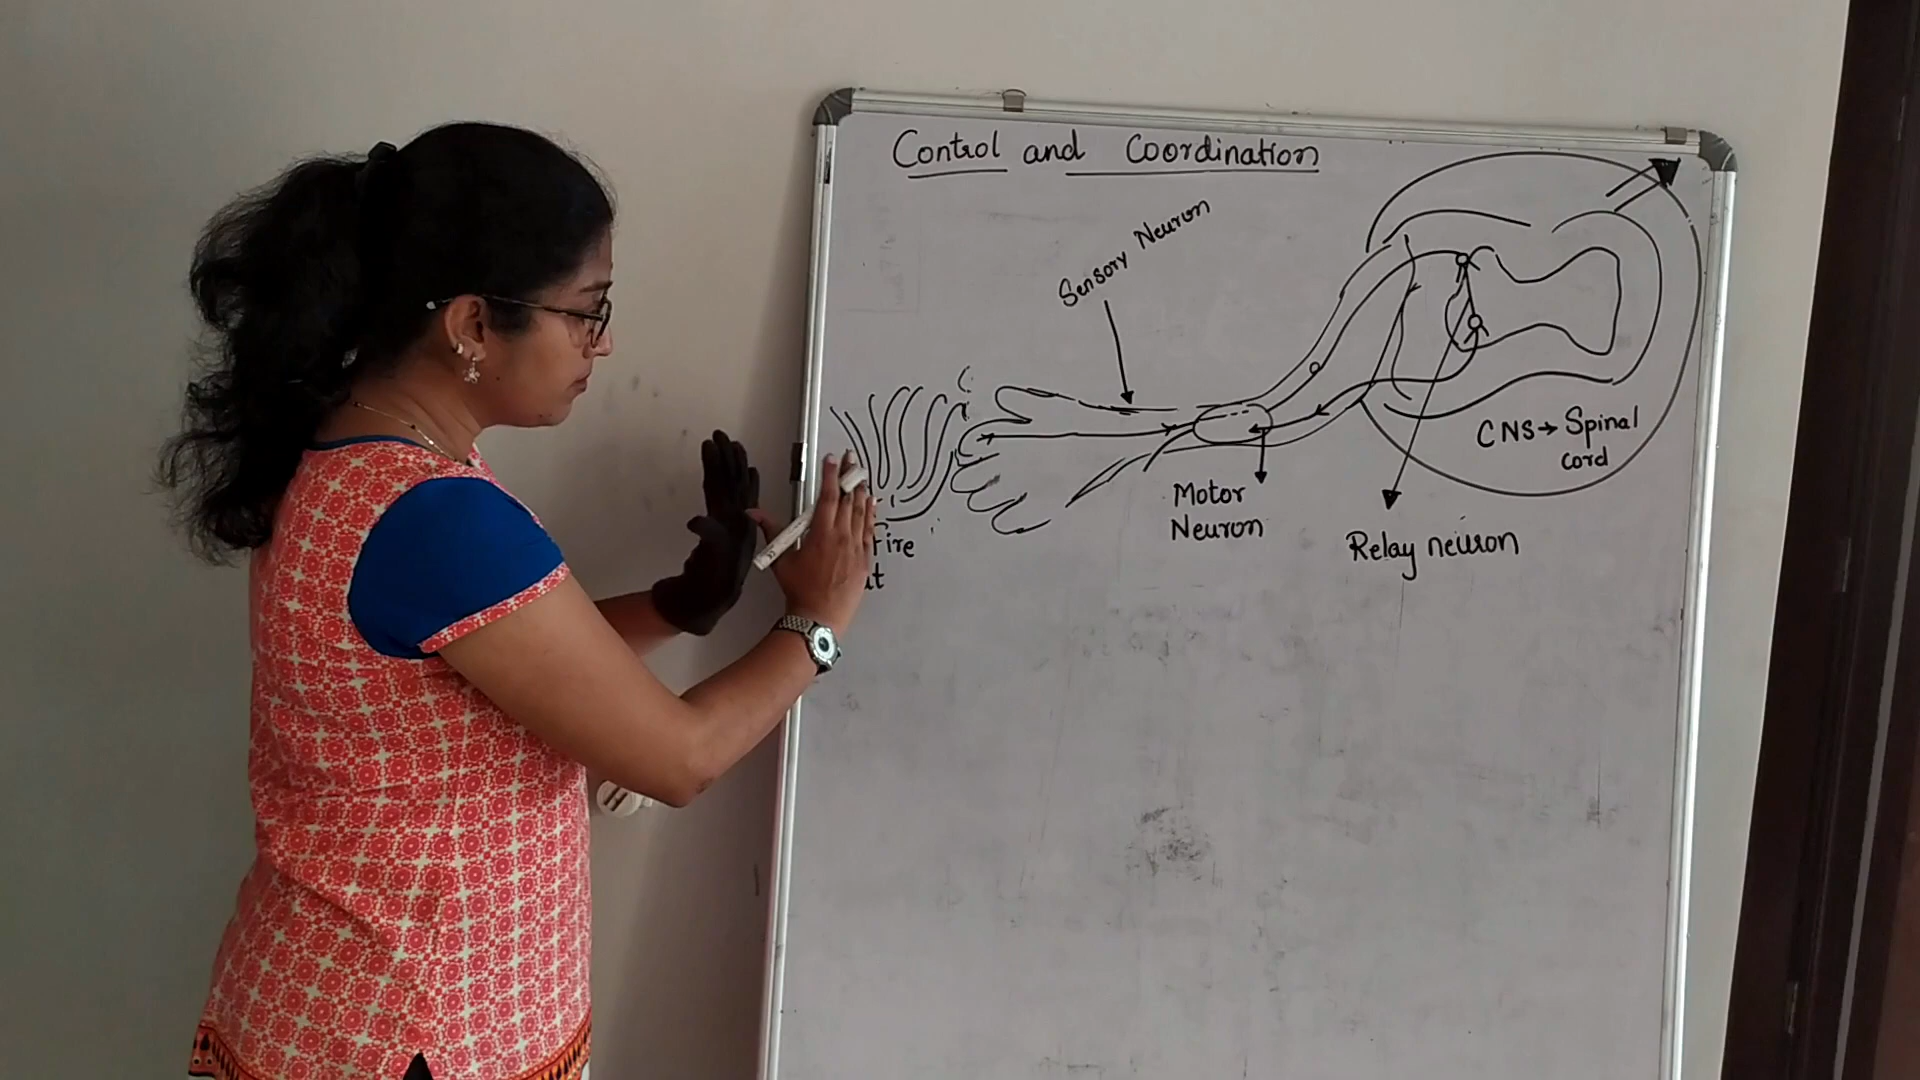 Control and Coordination
Sensory Neuron
CNS → Spinal
cord
Motor
Neuron
Relay neuron
Fire